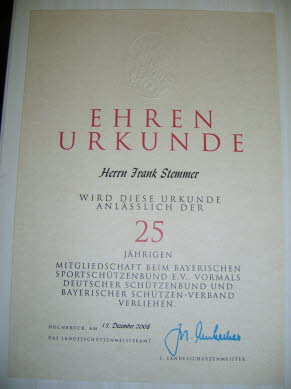 EHREN
URKUNDE
Herrn Frank Stemmer
WIRD DIESE URKUNDE
ANLÄSSLICH DER
25
JÄHRIGEN
MITGLIEDSCHAFT BEIM BAYERISCHEN
SPORTSCHÜTZENBUND E.V., VORMALS
DEUTSCHER SCHÜTZENBUND UND
BAYERISCHER SCHÜTZEN-VERBAND
VERLIEHEN.
HOCHBRÜCK, AM 13. Dezember 2006
DAS LANDESSCHÜTZENMEISTERAMT
1. LANDESSCHÜTZENMEISTER